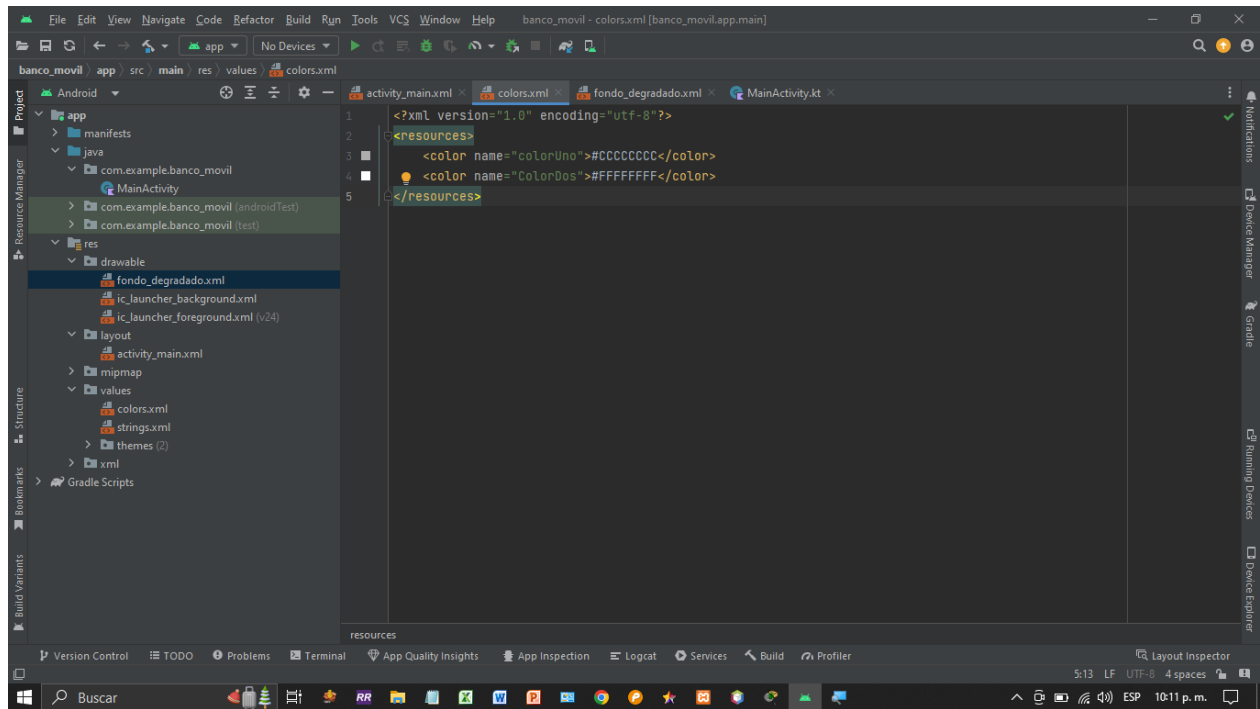 File Edit View Navigate Code Refactor Build Run Tools VCS Window Help banco_movil - colors.xml [banco_movil.app.main]
app No Devices
banco_movil app src main res values colors.xml
Android activity_main.xml colors.xml fondo_degradado.xml MainActivity.kt
Project
Resource Manager
Structure
Bookmarks
Build Variants
app
manifests
java
com.example.banco_movil
MainActivity
com.example.banco_movil (androidTest)
com.example.banco_movil (test)
res
drawable
fondo_degradado.xml
ic_launcher_background.xml
ic_launcher_foreground.xml (v24)
layout
activity_main.xml
mipmap
values
colors.xml
strings.xml
themes (2)
xml
Gradle Scripts
1 <?xml version="1.0" encoding="utf-8"?>
2 <resources>
3 <color name="colorUno">#CCCCCCCC</color>
4 <color name="ColorDos">#FFFFFFFF</color>
5 </resources>
Notifications
Device Manager
Gradle
Running Devices
Device Explorer
resources
Version Control TODO Problems Terminal App Quality Insights App Inspection Logcat Services Build Profiler Layout Inspector
5:13 LF UTF-8 4 spaces
Buscar RR ESP 10:11 p. m.